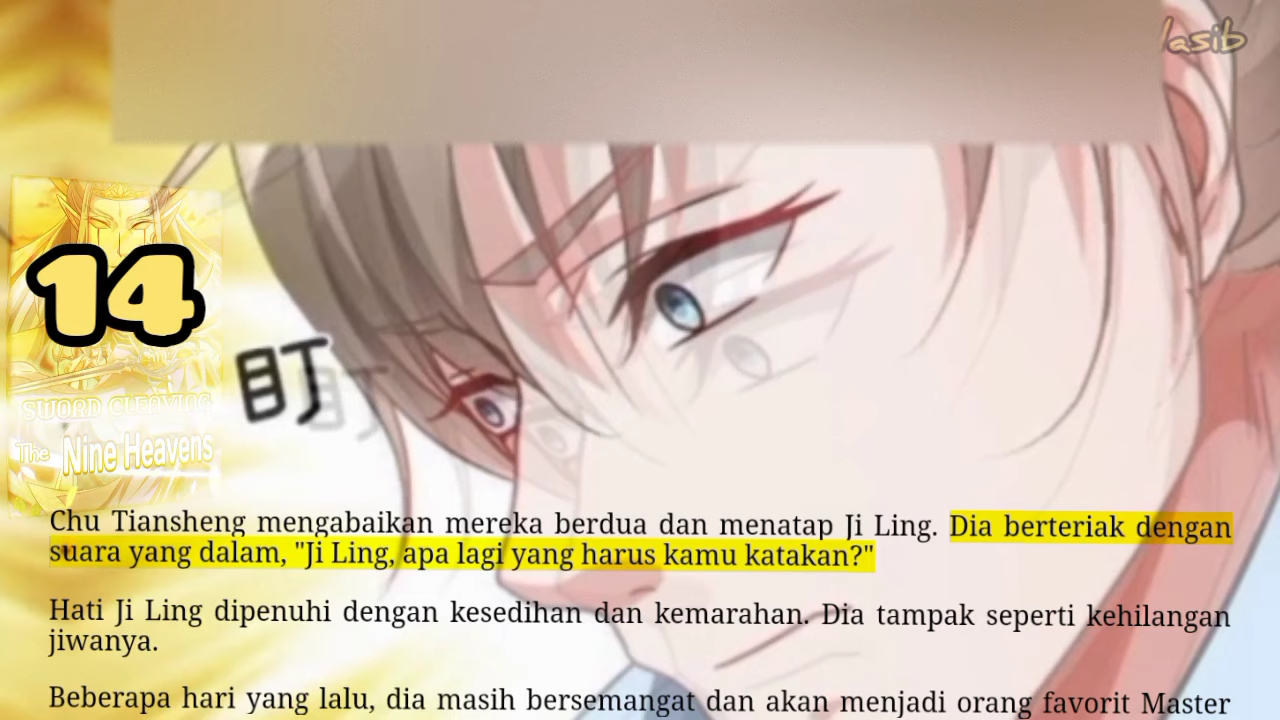 lasib
14
SWORD CLEAVING
The Nine Heavens
盯
Chu Tiansheng mengabaikan mereka berdua dan menatap Ji Ling. Dia berteriak dengan
suara yang dalam, "Ji Ling, apa lagi yang harus kamu katakan?"
Hati Ji Ling dipenuhi dengan kesedihan dan kemarahan. Dia tampak seperti kehilangan
jiwanya.
Beberapa hari yang lalu, dia masih bersemangat dan akan menjadi orang favorit Master